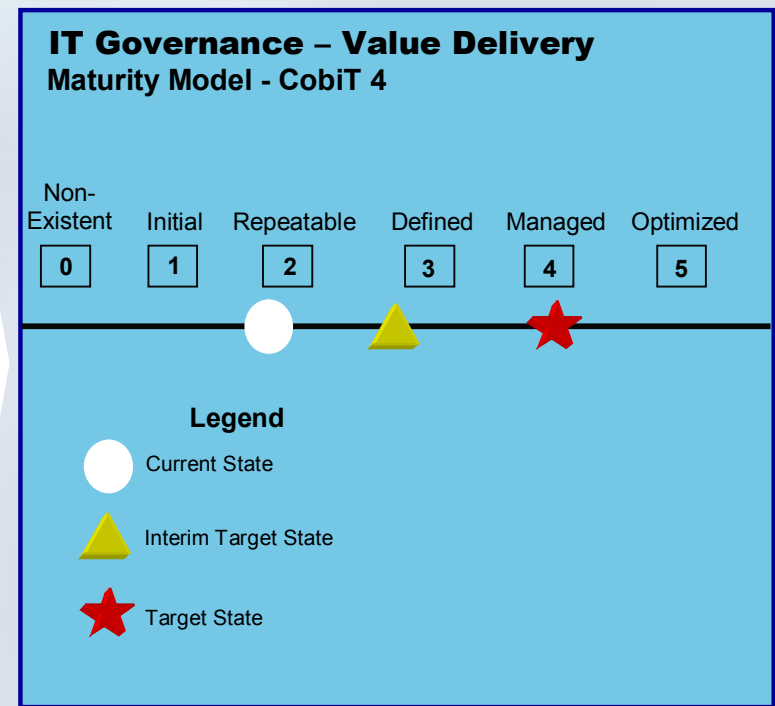 IT Governance – Value Delivery
Maturity Model - CobiT 4
Non-
Existent Initial Repeatable Defined Managed Optimized
0 1 2 3 4 5
Legend
Current State
Interim Target State
Target State